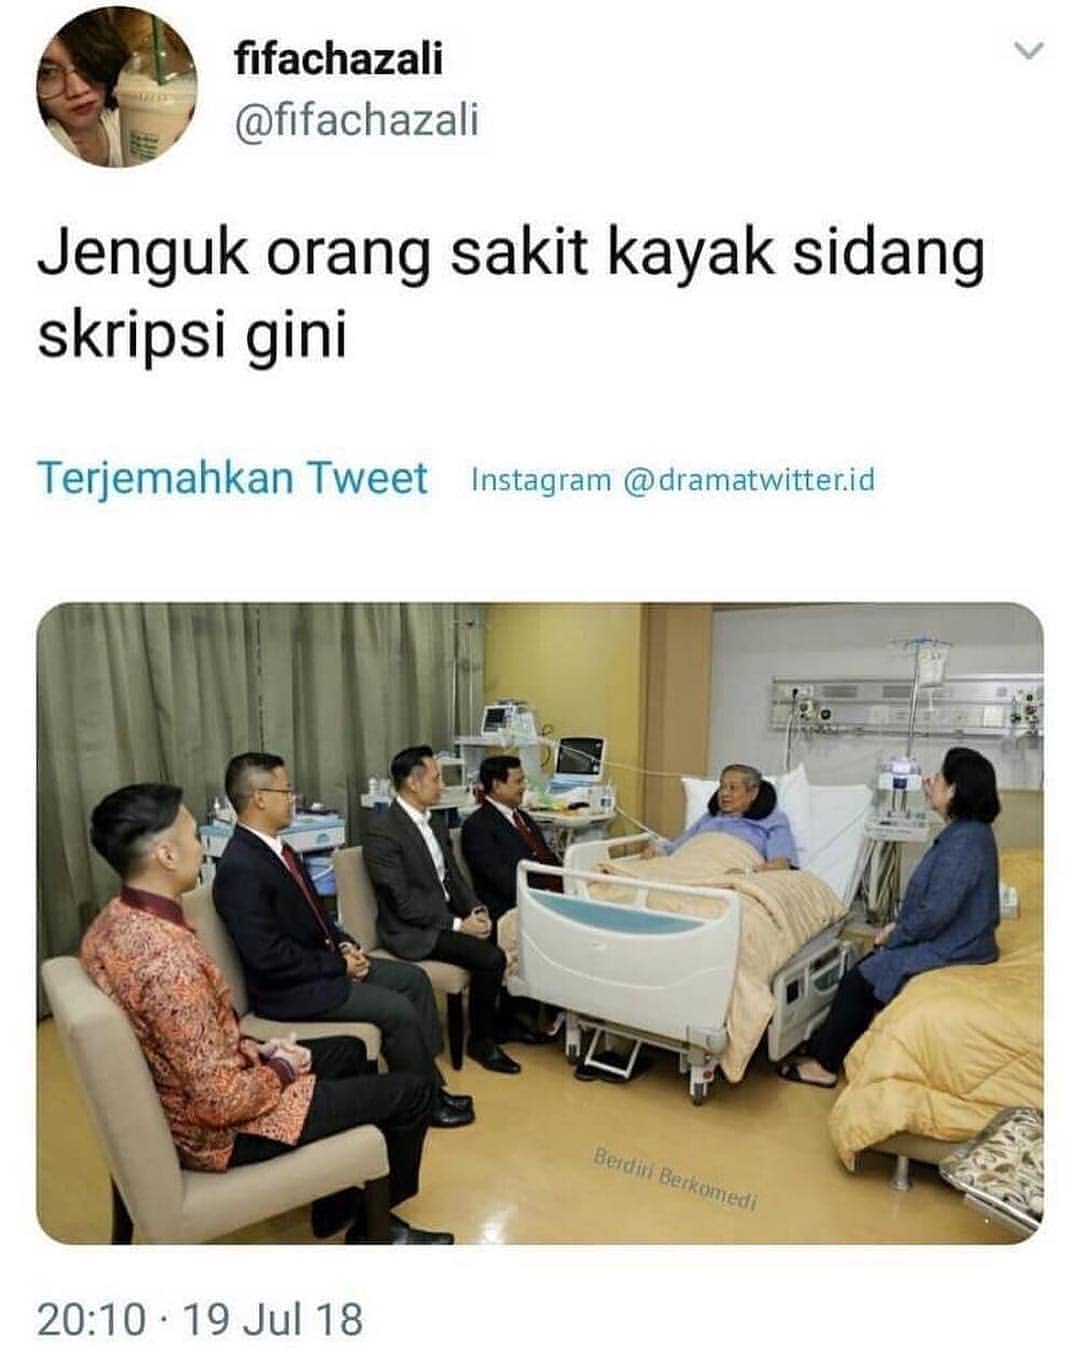 fifachazali
@fifachazali
Jenguk orang sakit kayak sidang
skripsi gini
Terjemahkan Tweet Instagram @dramatwitter.id
Berdiri Berkomedi
20:10 · 19 Jul 18